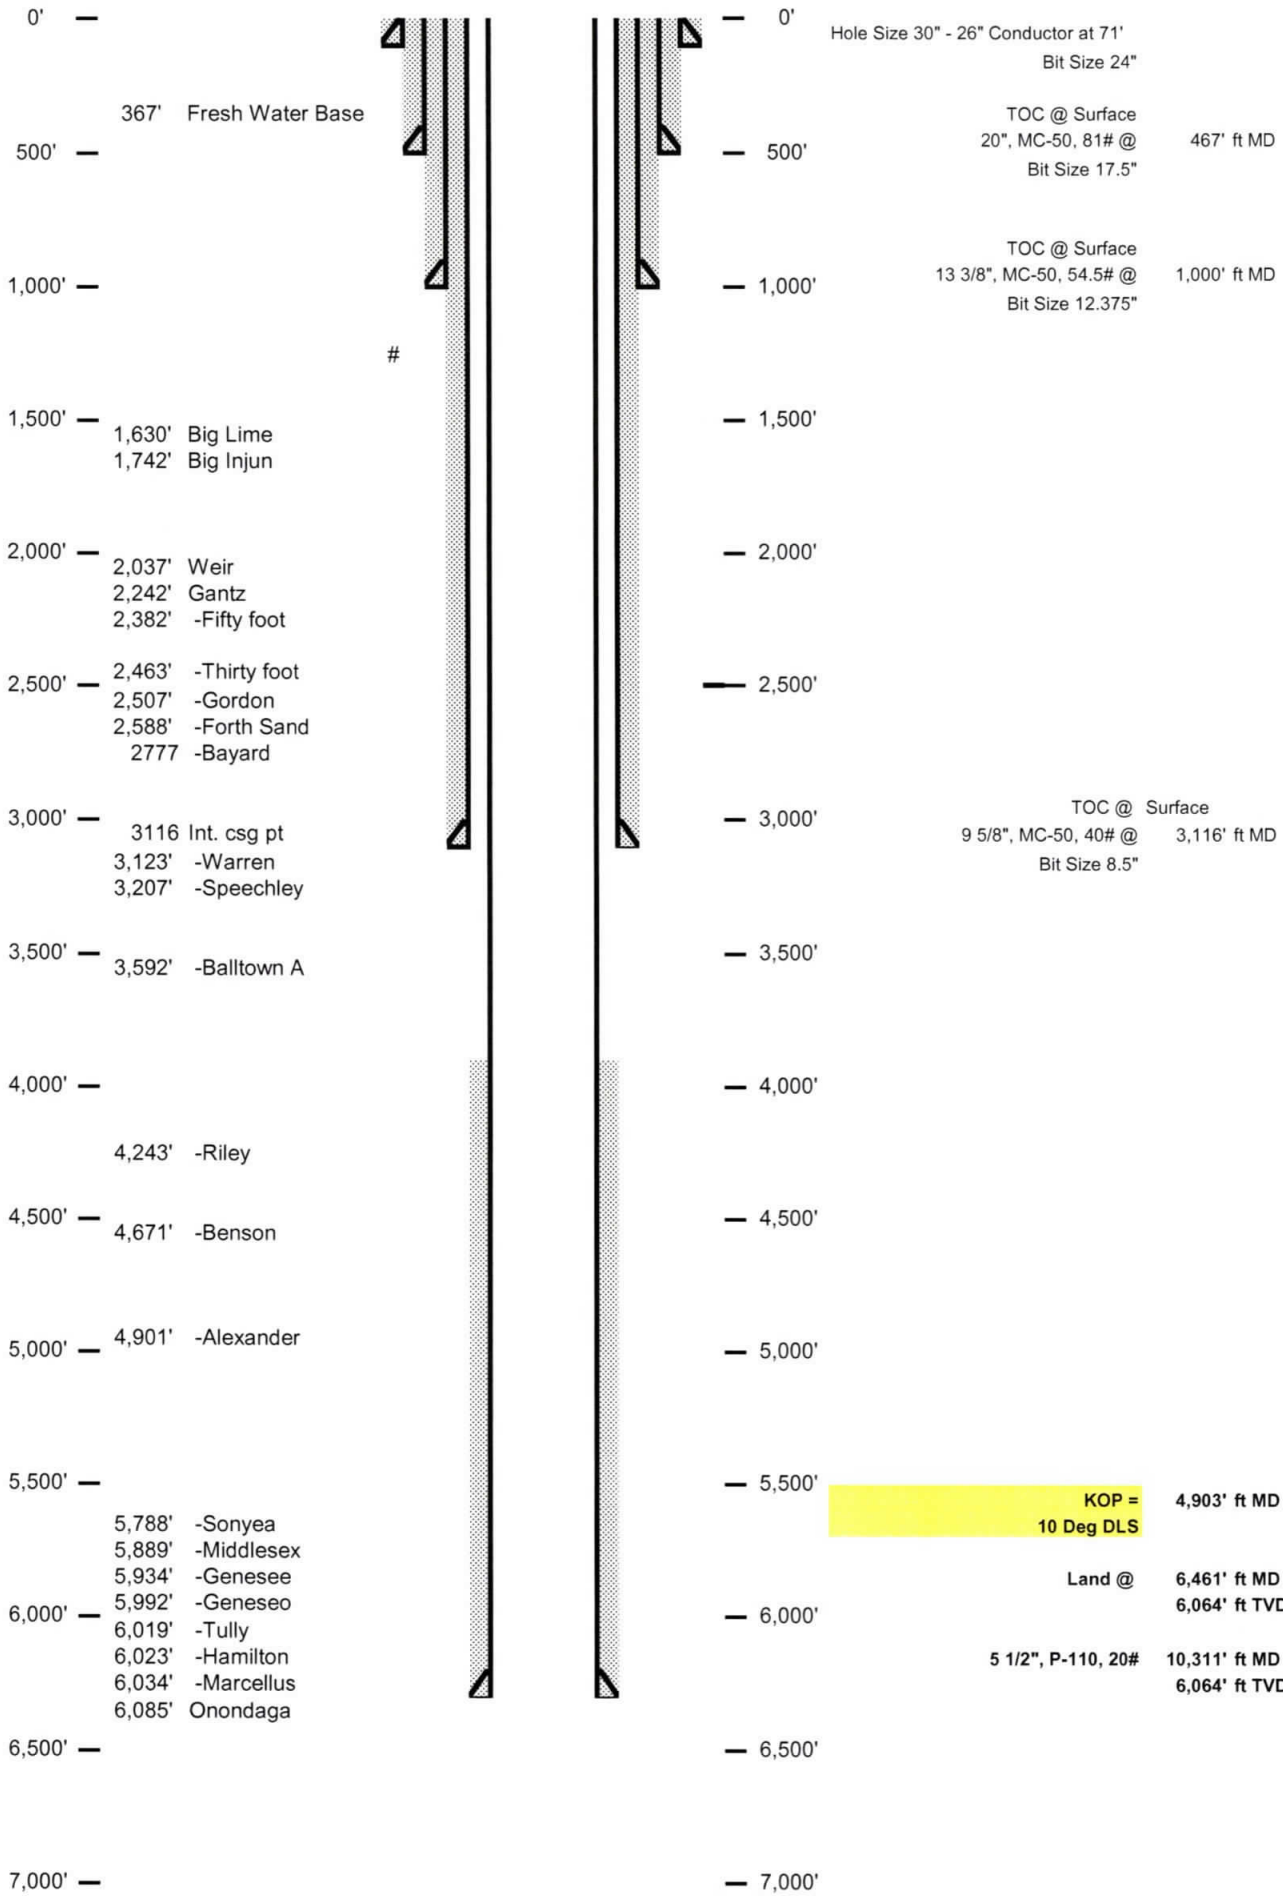 0' 0'
Hole Size 30" - 26" Conductor at 71'
Bit Size 24"
367' Fresh Water Base TOC @ Surface
500' 500' 20", MC-50, 81# @ 467' ft MD
Bit Size 17.5"
TOC @ Surface
1,000' 1,000' 13 3/8", MC-50, 54.5# @ 1,000' ft MD
Bit Size 12.375"
#
1,500' 1,500'
1,630' Big Lime
1,742' Big Injun
2,000' 2,000'
2,037' Weir
2,242' Gantz
2,382' -Fifty foot
2,463' -Thirty foot
2,500' 2,500'
2,507' -Gordon
2,588' -Forth Sand
2777 -Bayard
TOC @ Surface
3,000' 3,000'
3116 Int. csg pt 9 5/8", MC-50, 40# @ 3,116' ft MD
3,123' -Warren Bit Size 8.5"
3,207' -Speechley
3,500' 3,500'
3,592' -Balltown A
4,000' 4,000'
4,243' -Riley
4,500' 4,500'
4,671' -Benson
4,901' -Alexander
5,000' 5,000'
5,500' 5,500'
KOP = 4,903' ft MD
5,788' -Sonyea 10 Deg DLS
5,889' -Middlesex
5,934' -Genesee Land @ 6,461' ft MD
5,992' -Geneseo 6,064' ft TVD
6,000' 6,000'
6,019' -Tully
6,023' -Hamilton 5 1/2", P-110, 20# 10,311' ft MD
6,034' -Marcellus 6,064' ft TVD
6,085' Onondaga
6,500' 6,500'
7,000' 7,000'